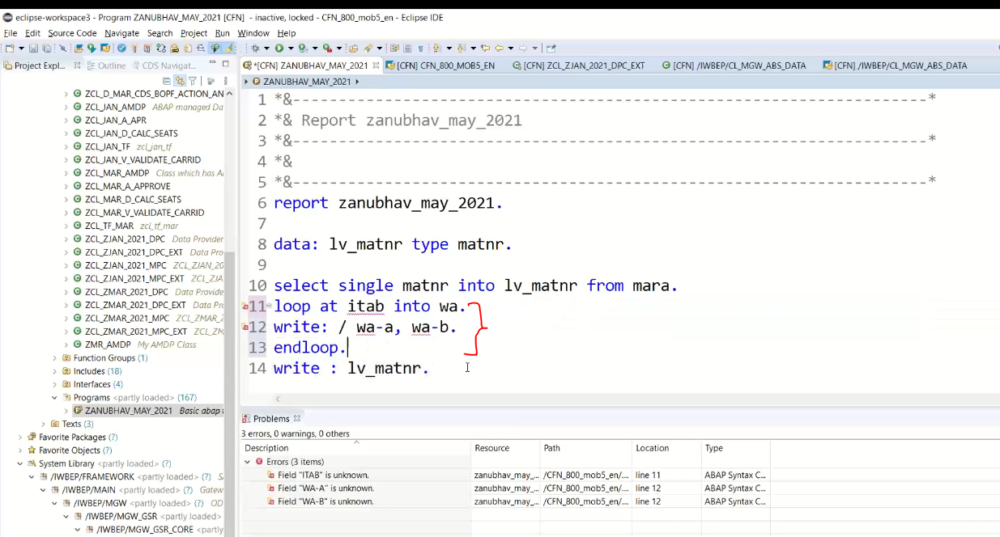 eclipse-workspace3 - Program ZANUBHAV_MAY_2021 [CFN] - inactive, locked - CFN_800_mob5_en - Eclipse IDE
File Edit Source Code Navigate Search Project Run Window Help
Project Expl... Outline CDS Navigat...
*[CFN] ZANUBHAV_MAY_2021 [CFN] CFN_800_MOB5_EN [CFN] ZCL_ZJAN_2021_DPC_EXT [CFN] /IWBEP/CL_MGW_ABS_DATA [CFN] /IWBEP/CL_MGW_ABS_DATA
ZANUBHAV_MAY_2021
ZCL_D_MAR_CDS_BOPF_ACTION_AN
ZCL_JAN_AMDP ABAP managed Da
ZCL_JAN_A_APR
ZCL_JAN_D_CALC_SEATS
ZCL_JAN_TF zcl_jan_tf
ZCL_JAN_V_VALIDATE_CARRID
ZCL_MAR_AMDP Class which has A
ZCL_MAR_A_APPROVE
ZCL_MAR_D_CALC_SEATS
ZCL_MAR_V_VALIDATE_CARRID
ZCL_TF_MAR zcl_tf_mar
ZCL_ZJAN_2021_DPC Data Provider
ZCL_ZJAN_2021_DPC_EXT Data Pro
ZCL_ZJAN_2021_MPC ZCL_ZJAN_20
ZCL_ZJAN_2021_MPC_EXT ZCL_ZJA
ZCL_ZMAR_2021_DPC Data Provide
ZCL_ZMAR_2021_DPC_EXT Data Pr
ZCL_ZMAR_2021_MPC ZCL_ZMAR_2
ZCL_ZMAR_2021_MPC_EXT ZCL_ZM
ZMR_AMDP My AMDP Class
Function Groups (1)
Includes (18)
Interfaces (4)
Programs <partly loaded> (167)
ZANUBHAV_MAY_2021 Basic abap
Texts (3)
Favorite Packages (?)
Favorite Objects (?)
System Library <partly loaded> (?)
/IWBEP/FRAMEWORK <partly loaded> (?)
/IWBEP/MAIN <partly loaded> (?) Gatew
/IWBEP/MGW <partly loaded> (?) OD
/IWBEP/MGW_GSR <partly loaded>
/IWBEP/MGW_GSR_CORE <partly
1 *&---------------------------------------------------------------------*
2 *& Report zanubhav_may_2021
3 *&---------------------------------------------------------------------*
4 *&
5 *&---------------------------------------------------------------------*
6 report zanubhav_may_2021.
7
8 data: lv_matnr type matnr.
9
10 select single matnr into lv_matnr from mara.
11 loop at itab into wa.
12 write: / wa-a, wa-b.
13 endloop.
14 write : lv_matnr.
Problems
3 errors, 0 warnings, 0 others
Description Resource Path Location Type
Errors (3 items)
Field "ITAB" is unknown. zanubhav_may_... /CFN_800_mob5_en/.... line 11 ABAP Syntax C...
Field "WA-A" is unknown. zanubhav_may_... /CFN_800_mob5_en/.... line 12 ABAP Syntax C...
Field "WA-B" is unknown. zanubhav_may_... /CFN_800_mob5_en/.... line 12 ABAP Syntax C...